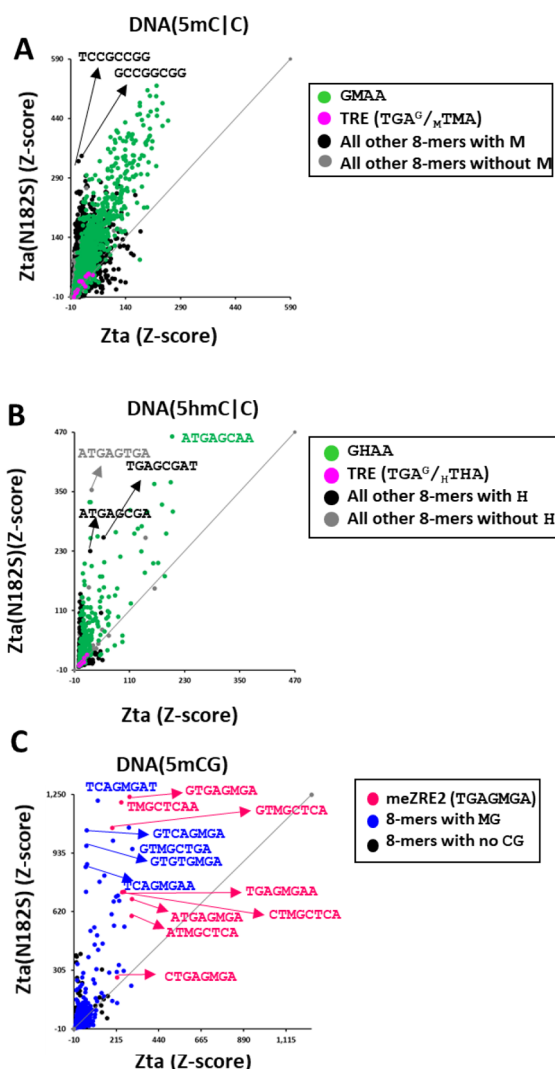 A
DNA(5mC|C)
TCCGCCGG
GCCGGCGG
590
440
290
140
-10
-10
140
290
440
590
Zta(N182S) (Z-score)
Zta (Z-score)
GMAA
TRE (TGAG/MTMA)
All other 8-mers with M
All other 8-mers without M
B
DNA(5hmC|C)
ATGAGCAA
ATGAGTGA
TGAGCGAT
ATGAGCGA
470
350
230
110
-10
-10
110
230
350
470
Zta(N182S)(Z-score)
Zta (Z-score)
GHAA
TRE (TGAG/HTHA)
All other 8-mers with H
All other 8-mers without H
C
DNA(5mCG)
TCAGMGAT
GTGAGMGA
TMGCTCAA
GTMGCTCA
GTCAGMGA
GTMGCTGA
GTGTGMGA
TCAGMGAA
TGAGMGAA
ATGAGMGA
CTMGCTCA
ATMGCTCA
CTGAGMGA
1,250
935
620
305
-10
-10
215
440
665
890
1,115
Zta(N182S) (Z-score)
Zta (Z-score)
meZRE2 (TGAGMGA)
8-mers with MG
8-mers with no CG